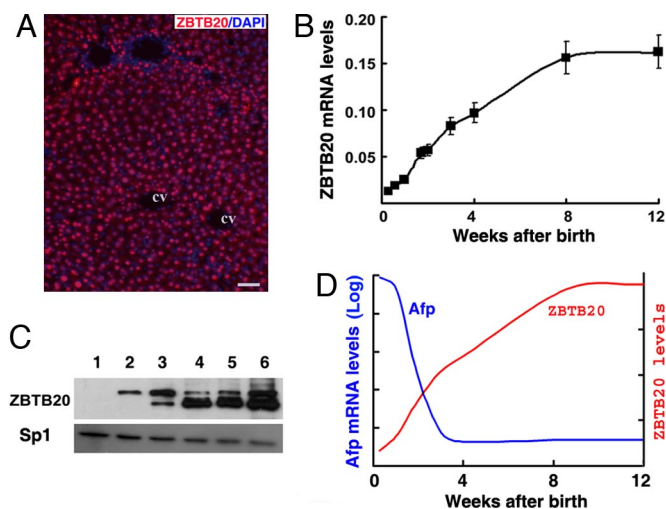 A
ZBTB20/DAPI
cv
cv
B
ZBTB20 mRNA levels
0.20
0.15
0.10
0.05
0
4
8
12
Weeks after birth
C
1 2 3 4 5 6
ZBTB20
Sp1
D
Afp mRNA levels (Log)
Afp
ZBTB20
ZBTB20 levels
0 4 8 12
Weeks after birth